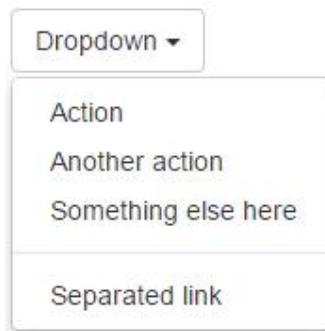 Dropdown
Action
Another action
Something else here
Separated link